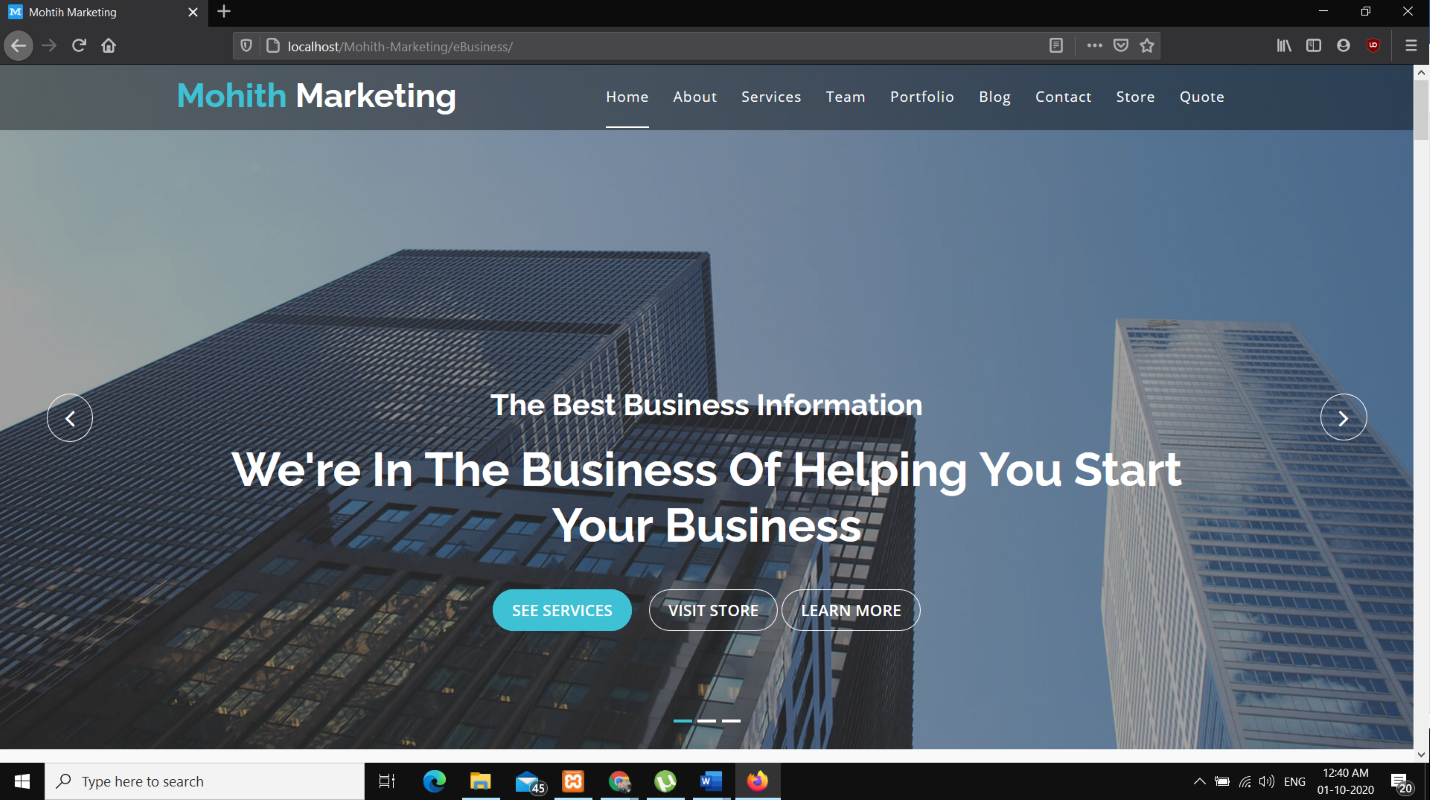 Mohtih Marketing
localhost/Mohith-Marketing/eBusiness/
Mohith Marketing
Home About Services Team Portfolio Blog Contact Store Quote
The Best Business Information
We're In The Business Of Helping You Start
Your Business
SEE SERVICES VISIT STORE LEARN MORE
Type here to search
45
W
ENG
12:40 AM
01-10-2020
20